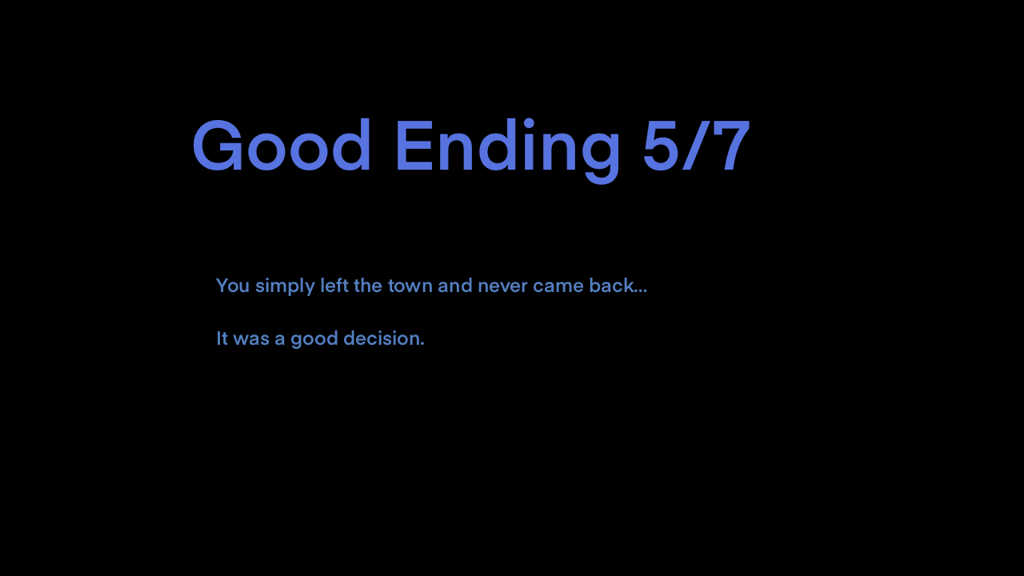 Good Ending 5/7
You simply left the town and never came back...
It was a good decision.